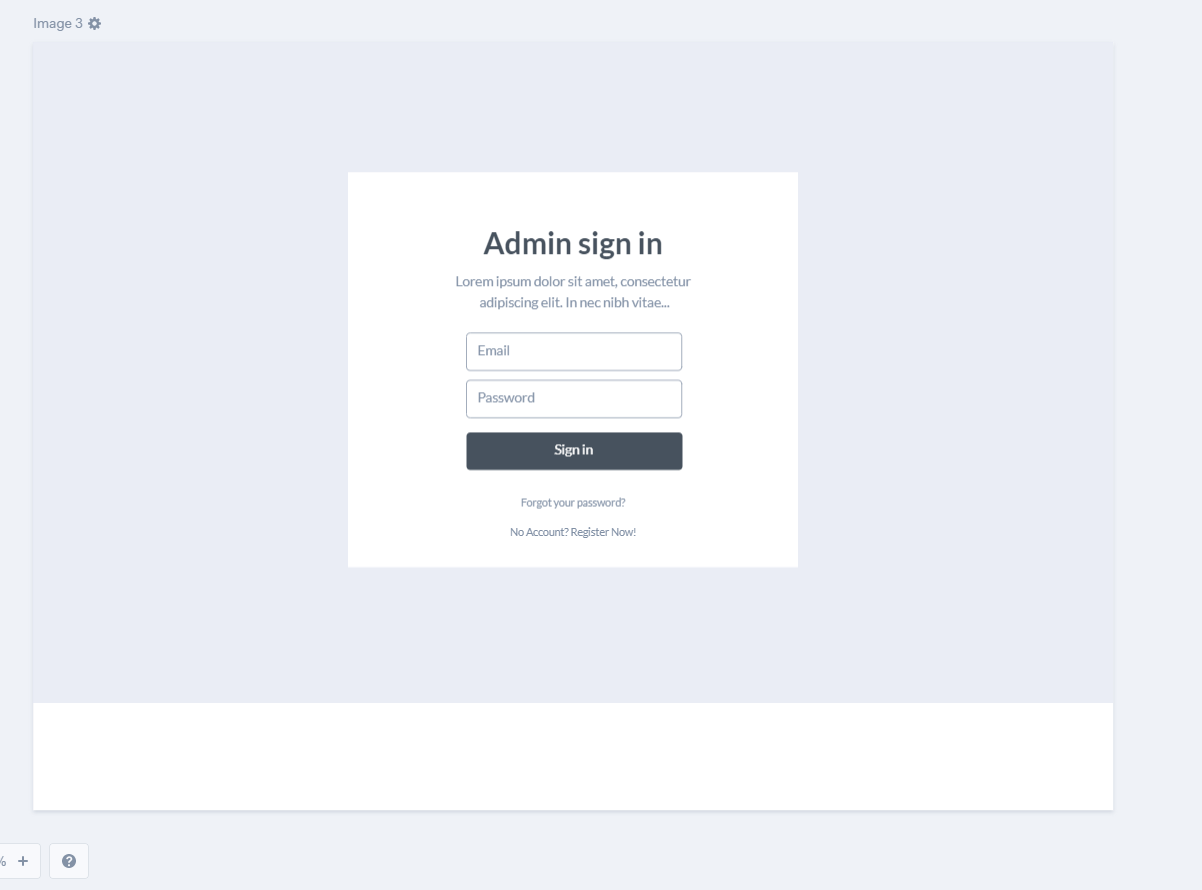 Image 3
Admin sign in
Lorem ipsum dolor sit amet, consectetur
adipiscing elit. In nec nibh vitae...
Email
Password
Sign in
Forgot your password?
No Account? Register Now!
% +
?